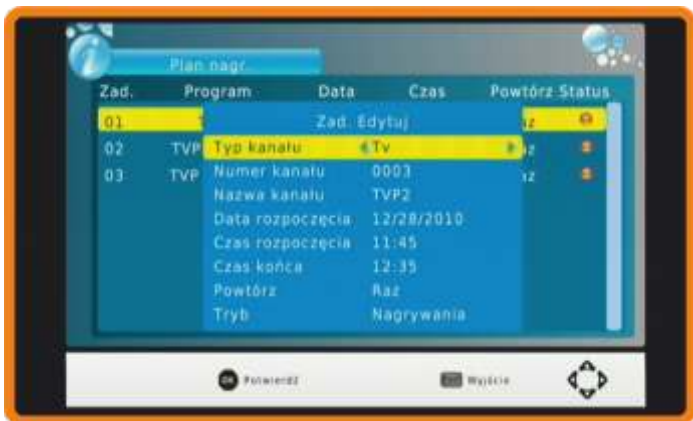 Plan nagr
Zad. Program Data Czas Powtórz Status
Zad. Edytuj
01
02 TVP
03 TVP
Typ kanału Tv
Numer kanału 0003
Nazwa kanału TVP2
Data rozpoczęcia 12/28/2010
Czas rozpoczęcia 11:45
Czas końca 12:35
Powtórz Raz
Tryb Nagrywania
OK Potwierdź
Wyjście